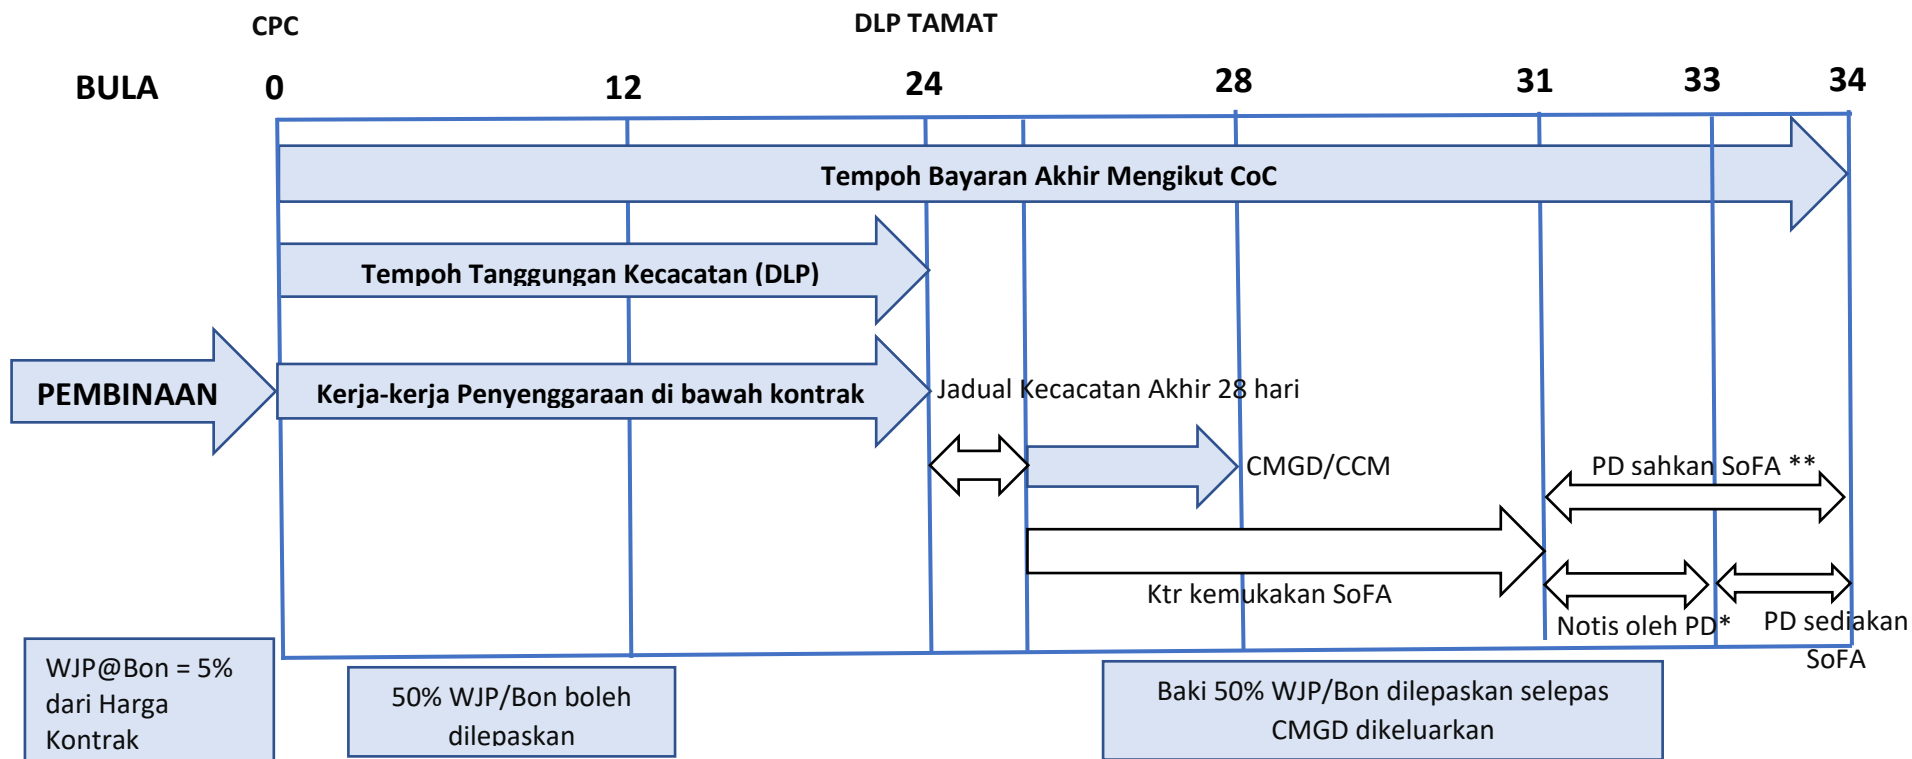 CPC
DLP TAMAT
BULA 0 12 24 28 31 33 34
Tempoh Bayaran Akhir Mengikut CoC
Tempoh Tanggungan Kecacatan (DLP)
PEMBINAAN
Kerja-kerja Penyenggaraan di bawah kontrak
Jadual Kecacatan Akhir 28 hari
CMGD/CCM
PD sahkan SoFA **
Ktr kemukakan SoFA
Notis oleh PD*
PD sediakan
SoFA
WJP@Bon = 5%
dari Harga
Kontrak
50% WJP/Bon boleh
dilepaskan
Baki 50% WJP/Bon dilepaskan selepas
CMGD dikeluarkan